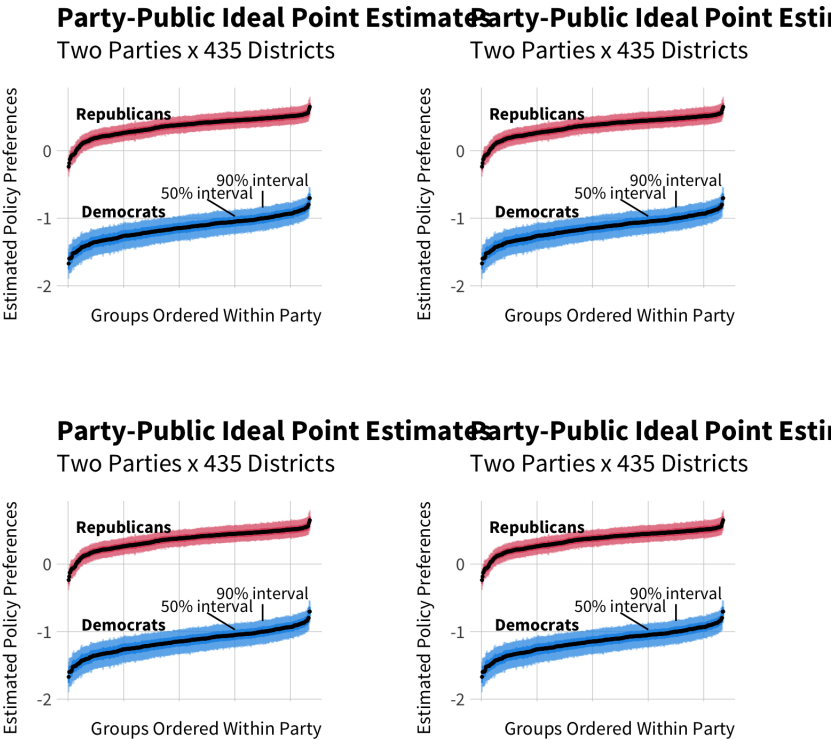 Party-Public Ideal Point Estimates
Two Parties x 435 Districts
Estimated Policy Preferences
0
-1
-2
Republicans
90% interval
50% interval
Democrats
Groups Ordered Within Party
Party-Public Ideal Point Esti
Two Parties x 435 Districts
Estimated Policy Preferences
0
-1
-2
Republicans
90% interval
50% interval
Democrats
Groups Ordered Within Party
Party-Public Ideal Point Estimates
Two Parties x 435 Districts
Estimated Policy Preferences
0
-1
-2
Republicans
90% interval
50% interval
Democrats
Groups Ordered Within Party
Party-Public Ideal Point Esti
Two Parties x 435 Districts
Estimated Policy Preferences
0
-1
-2
Republicans
90% interval
50% interval
Democrats
Groups Ordered Within Party